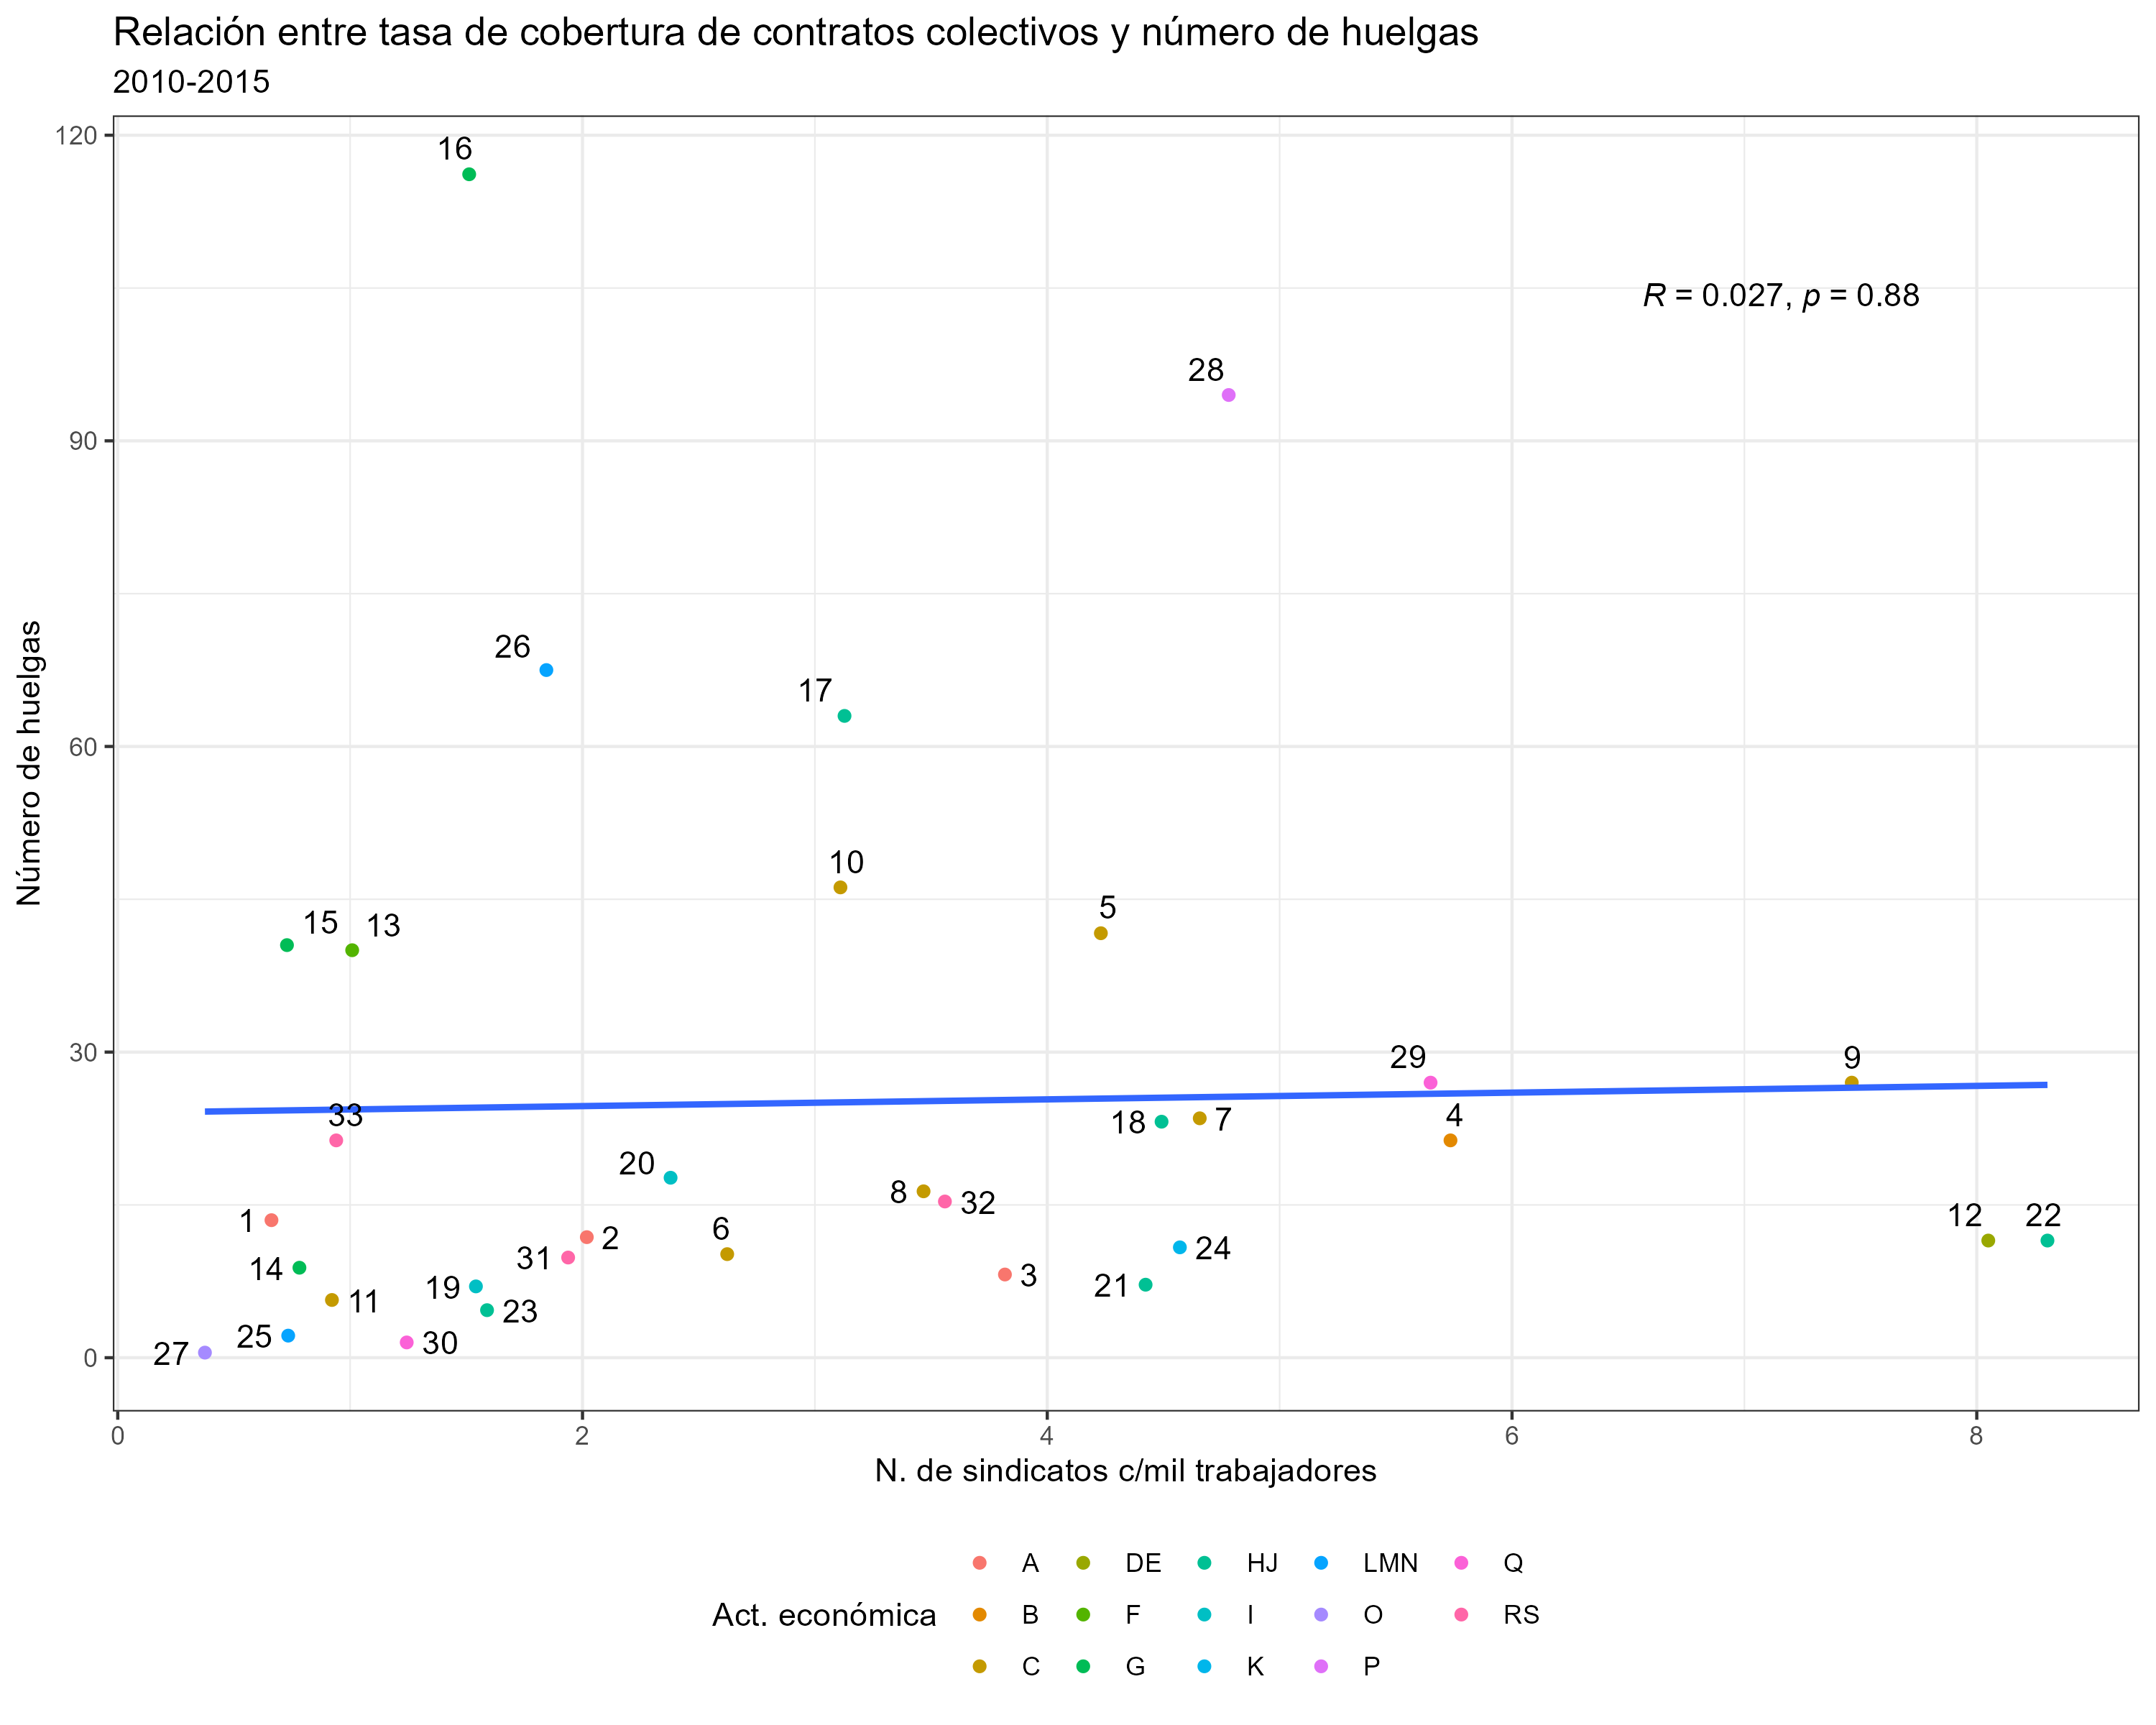 Relación entre tasa de cobertura de contratos colectivos y número de huelgas
2010-2015
120
16
R = 0.027, p = 0.88
28
90
26
17
Número de huelgas
60
10
5
15 13
30
29 9
33
18 7 4
20
8 32
1 2 6
12 22
31 24
14 3
11 19 23 21
25 30
27
0
0 2 4 6 8
N. de sindicatos c/mil trabajadores
A DE HJ LMN Q
Act. económica B F I O RS
C G K P